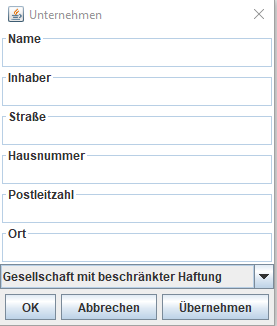 Unternehmen
Name
Inhaber
Straße
Hausnummer
Postleitzahl
Ort
Gesellschaft mit beschränkter Haftung
OK Abbrechen Übernehmen